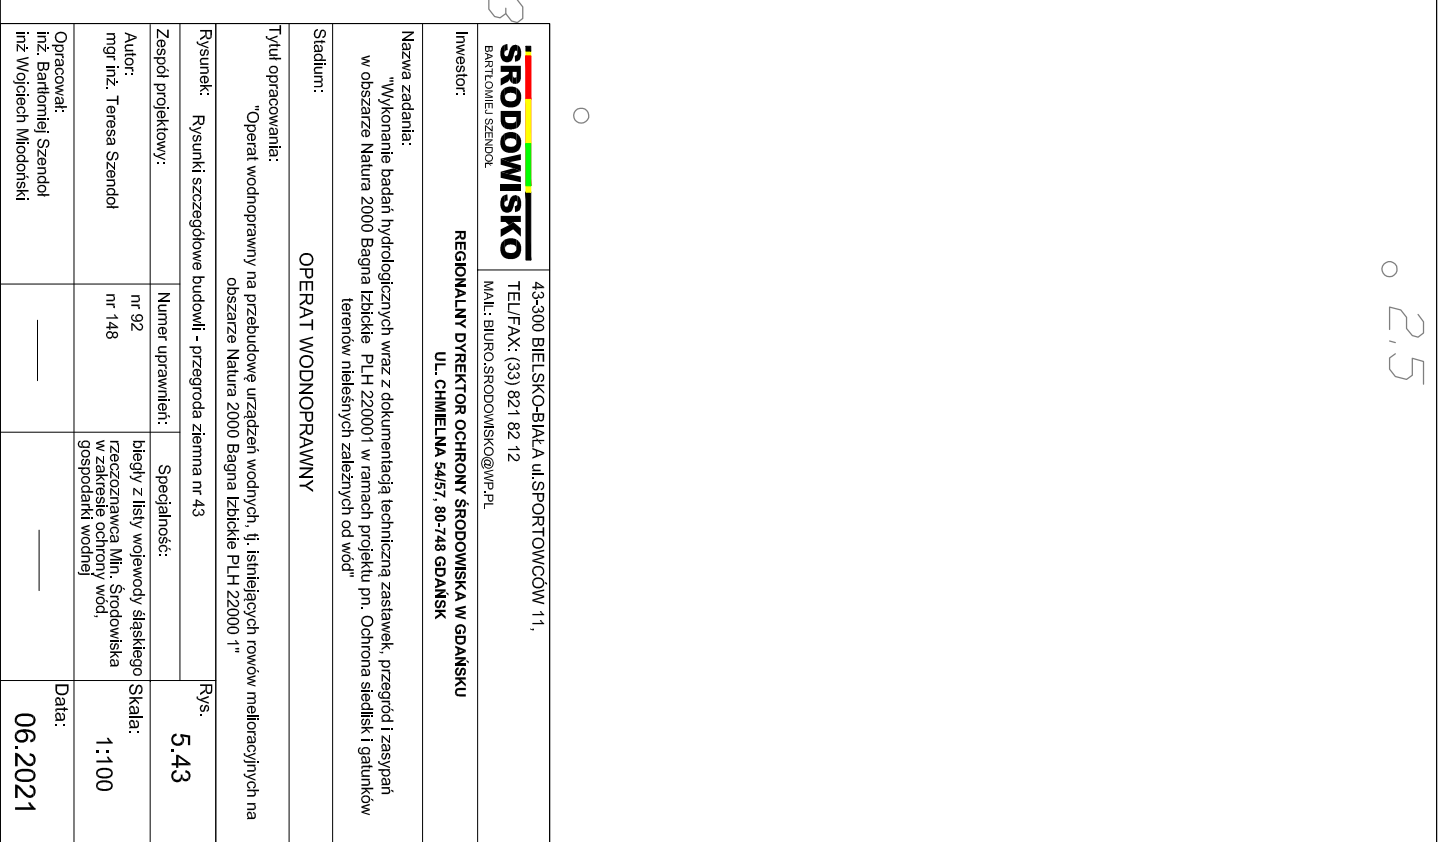 ŚRODOWISKO
BARTŁOMIEJ SZENDOŁ
43-300 BIELSKO-BIAŁA ul.SPORTOWCÓW 11,
TEL/FAX: (33) 821 82 12
MAIL: BIURO.SRODOWISKO@WP.PL
Inwestor:
REGIONALNY DYREKTOR OCHRONY ŚRODOWISKA W GDAŃSKU
UL. CHMIELNA 54/57, 80-748 GDAŃSK
Nazwa zadania:
"Wykonanie badań hydrologicznych wraz z dokumentacją techniczną zastawek, przegród i zasypań
w obszarze Natura 2000 Bagna Izbickie PLH 220001 w ramach projektu pn. Ochrona siedlisk i gatunków
terenów nieleśnych zależnych od wód"
Stadium:
OPERAT WODNOPRAWNY
Tytuł opracowania:
"Operat wodnoprawny na przebudowę urządzeń wodnych, tj. istniejących rowów melioracyjnych na
obszarze Natura 2000 Bagna Izbickie PLH 22000 1"
Rysunek: Rysunki szczegółowe budowli - przegroda ziemna nr 43
Rys.
5.43
Zespół projektowy:
Numer uprawnień:
Specjalność:
Autor:
mgr inż. Teresa Szendoł
nr 92
nr 148
biegły z listy wojewody śląskiego
rzeczoznawca Min. Środowiska
w zakresie ochrony wód,
gospodarki wodnej
Skala:
1:100
Opracował:
inż. Bartłomiej Szendoł
inż Wojciech Miodoński
Data:
06.2021
2.5
3